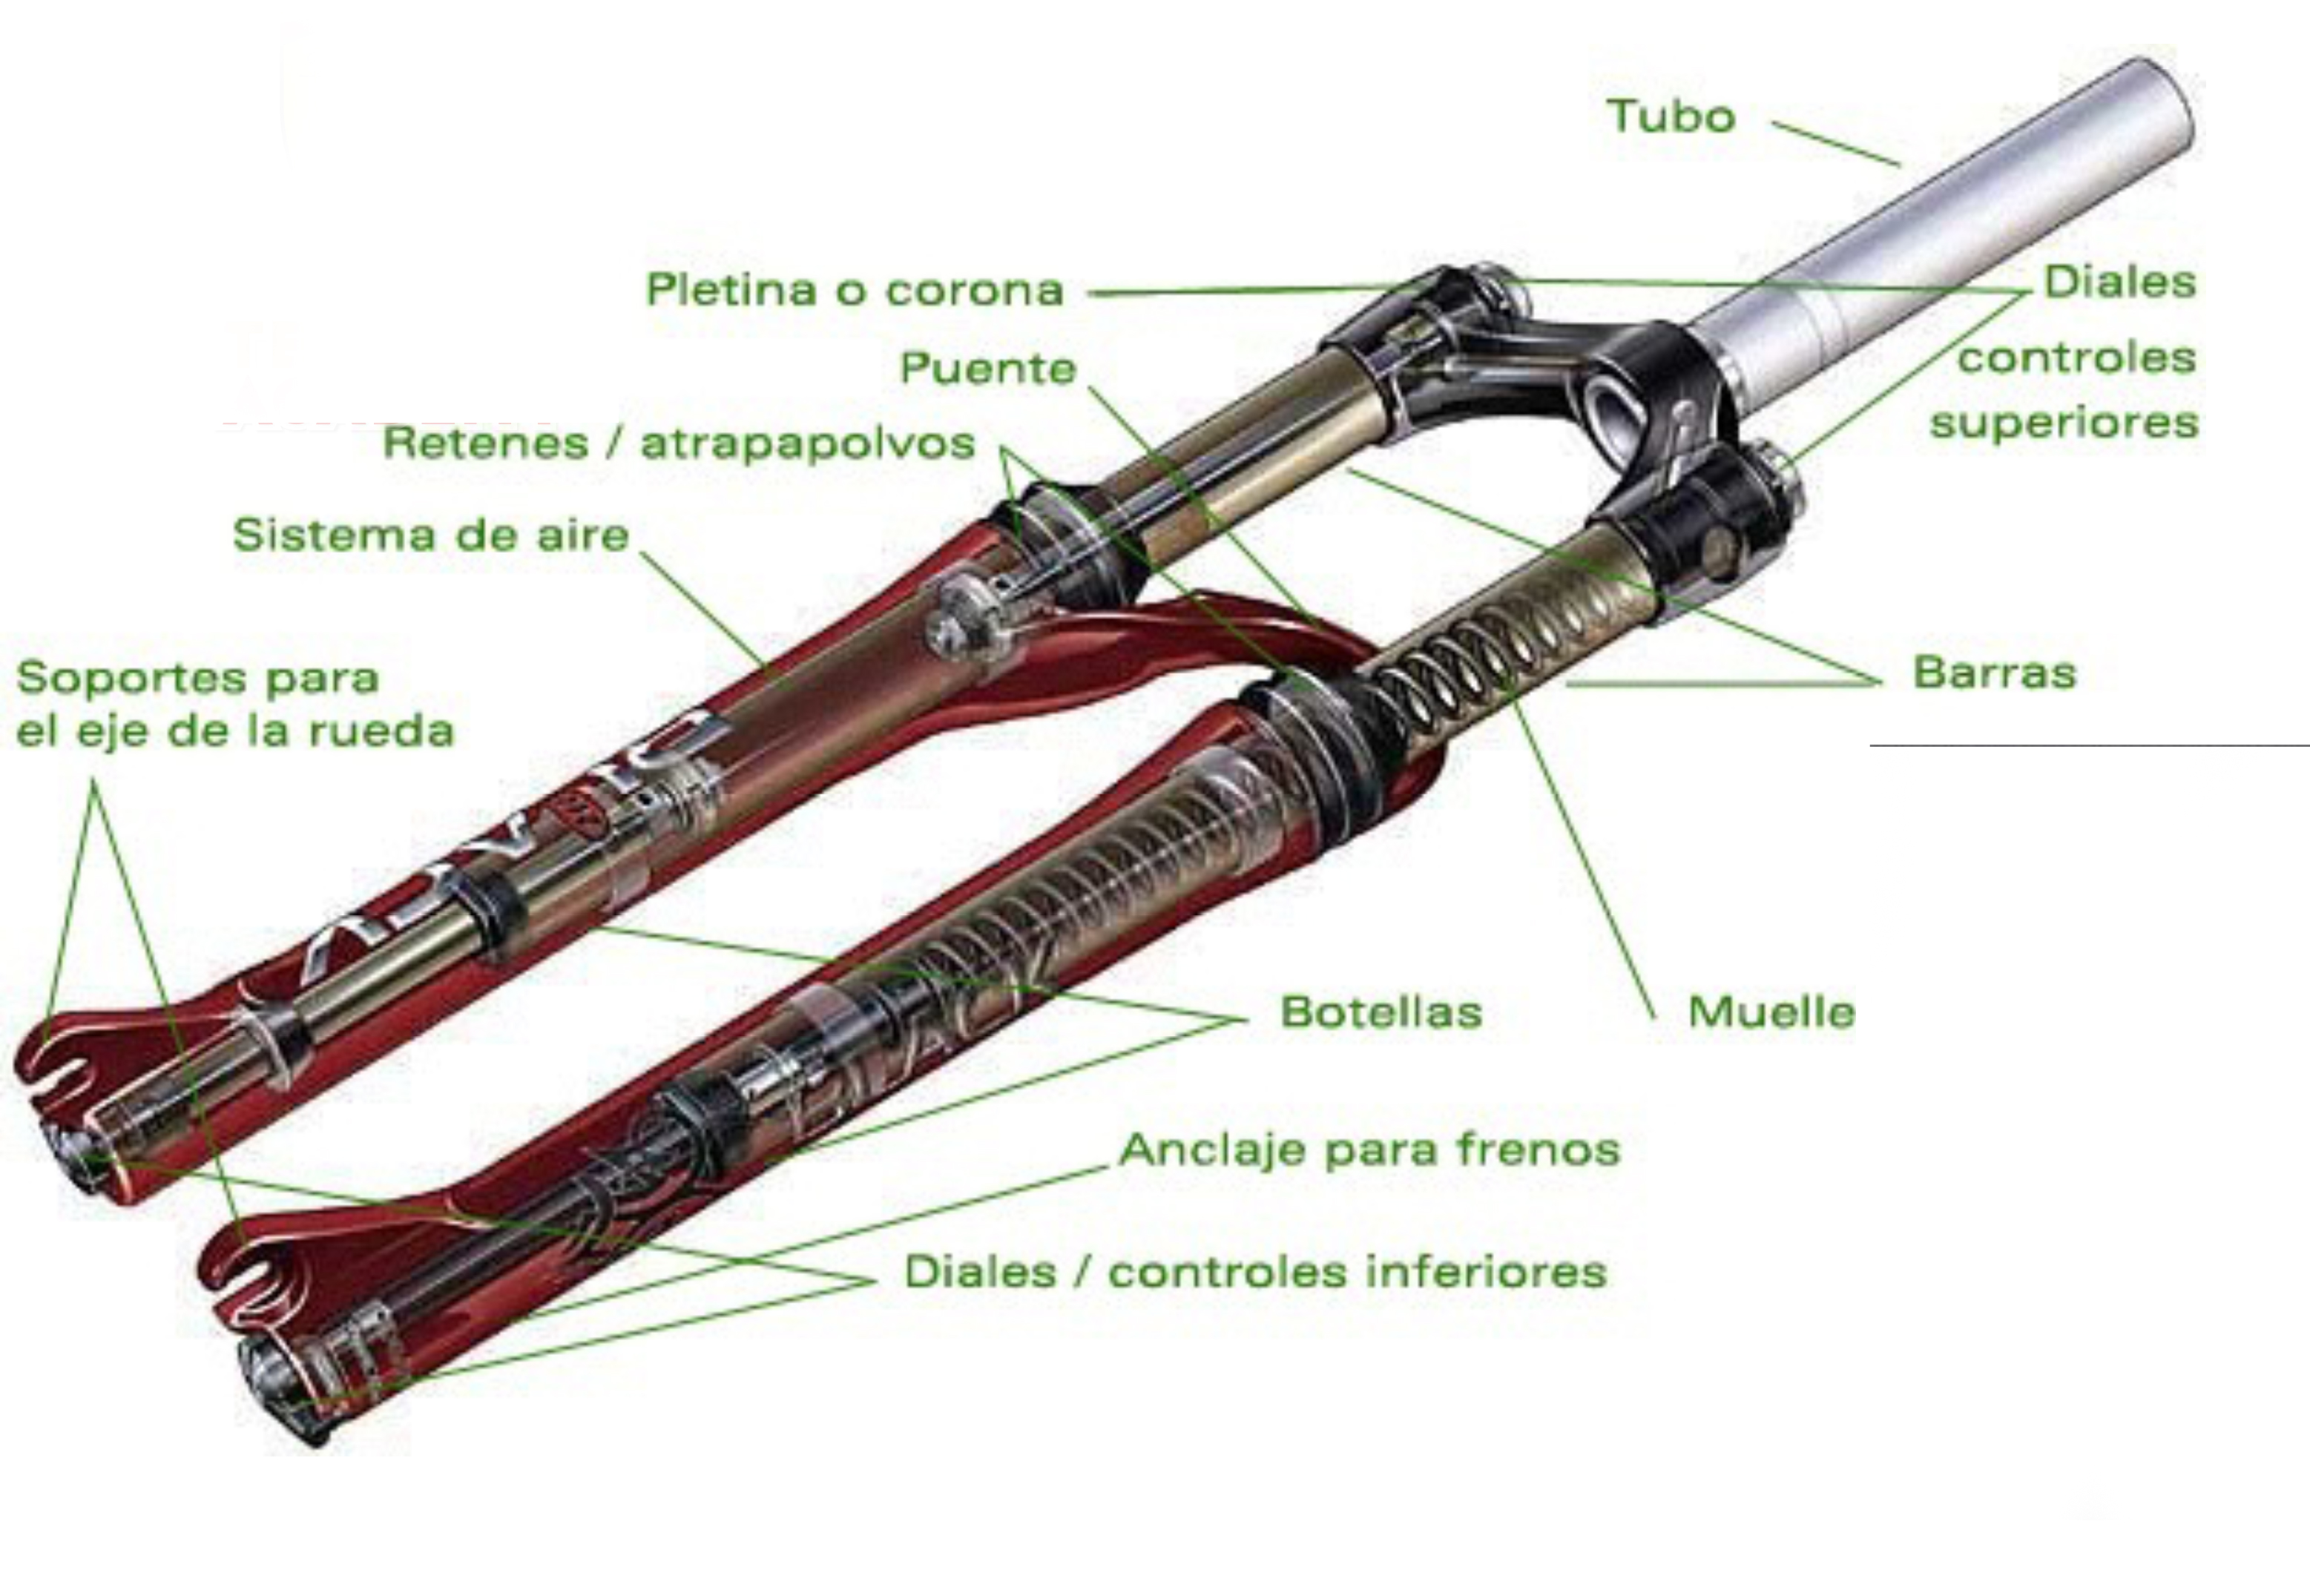 Tubo
Pletina o corona
Diales
controles
superiores
Puente
Retenes / atrapapolvos
Sistema de aire
Soportes para
el eje de la rueda
Barras
Botellas
Muelle
Anclaje para frenos
Diales / controles inferiores